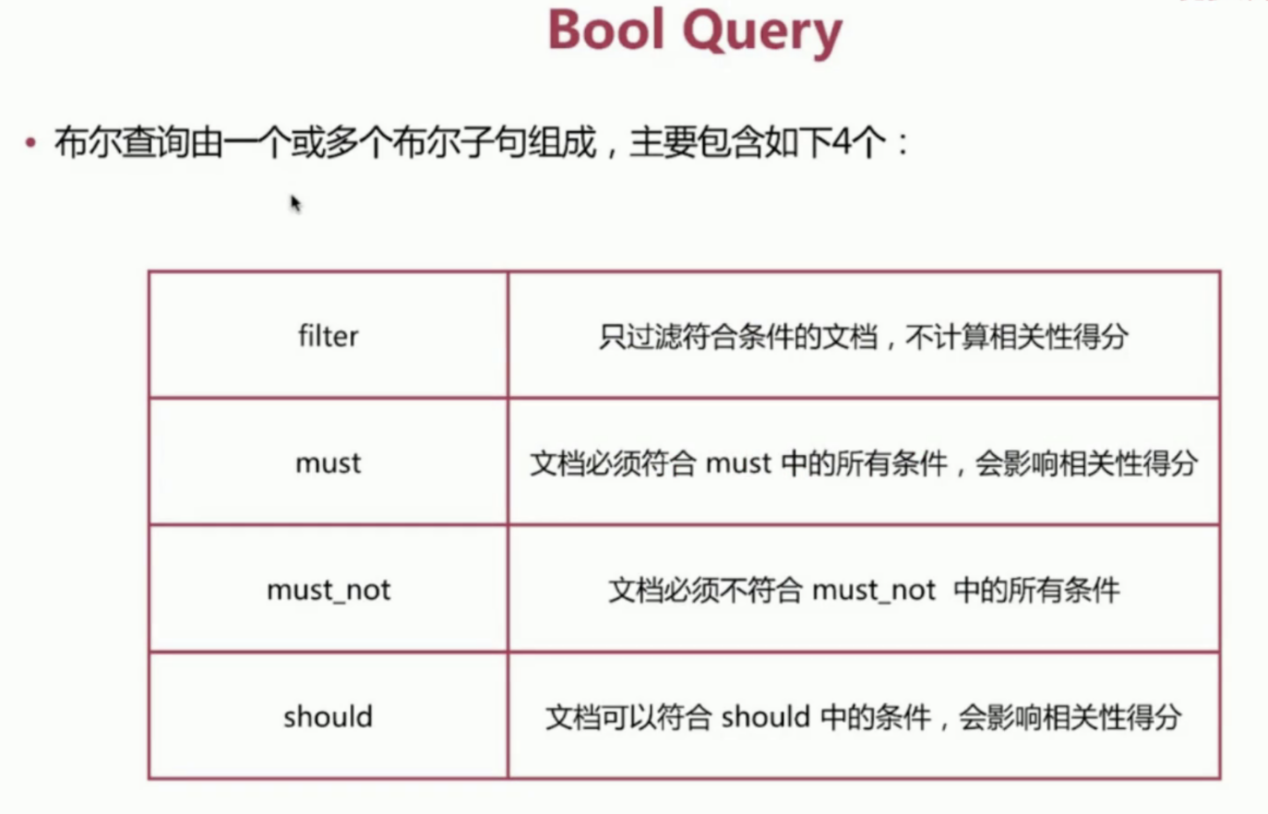 Bool Query
• 布尔查询由一个或多个布尔子句组成，主要包含如下4个：
filter
只过滤符合条件的文档，不计算相关性得分
must
文档必须符合 must 中的所有条件，会影响相关性得分
must_not
文档必须不符合 must_not 中的所有条件
should
文档可以符合 should 中的条件，会影响相关性得分